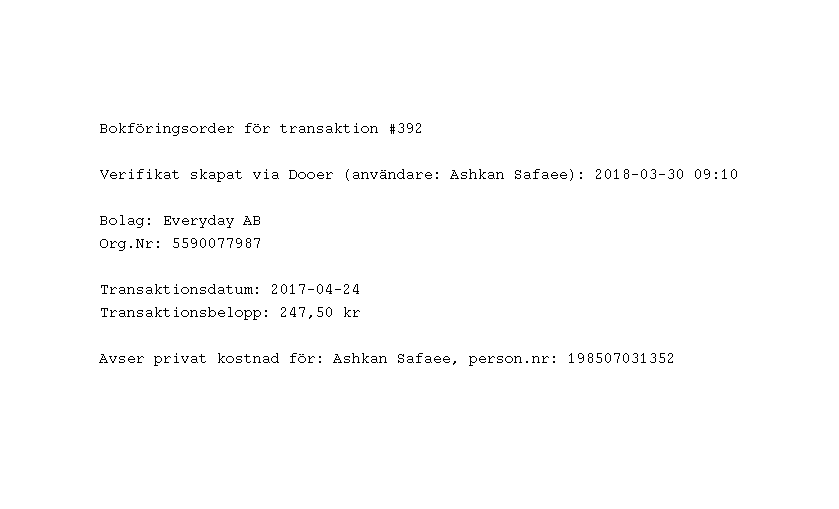 Bokföringsorder för transaktion #392
Verifikat skapat via Dooer (användare: Ashkan Safaee): 2018-03-30 09:10
Bolag: Everyday AB
Org.Nr: 5590077987
Transaktionsdatum: 2017-04-24
Transaktionsbelopp: 247,50 kr
Avser privat kostnad för: Ashkan Safaee, person.nr: 198507031352